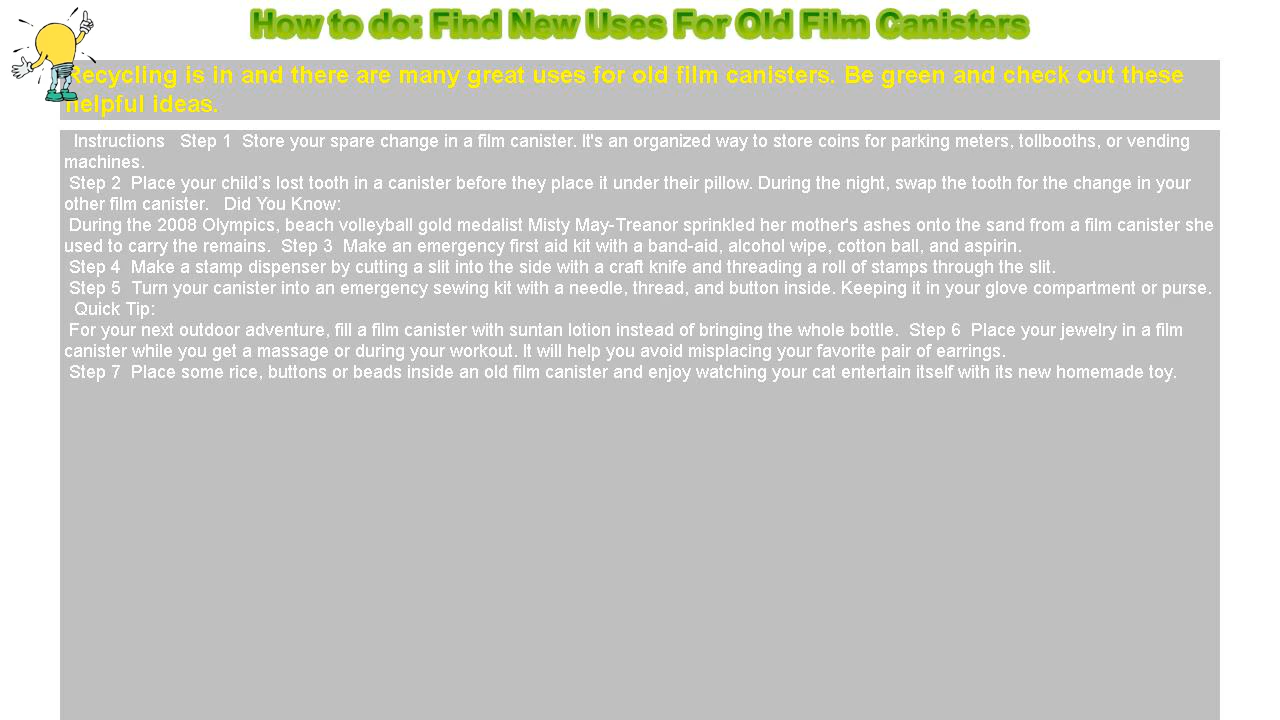 How to do: Find New Uses For Old Film Canisters
Recycling is in and there are many great uses for old film canisters. Be green and check out these
helpful ideas.
Instructions   Step 1  Store your spare change in a film canister. It's an organized way to store coins for parking meters, tollbooths, or vending
machines.
Step 2  Place your child’s lost tooth in a canister before they place it under their pillow. During the night, swap the tooth for the change in your
other film canister.   Did You Know:
During the 2008 Olympics, beach volleyball gold medalist Misty May-Treanor sprinkled her mother's ashes onto the sand from a film canister she
used to carry the remains.  Step 3  Make an emergency first aid kit with a band-aid, alcohol wipe, cotton ball, and aspirin.
Step 4  Make a stamp dispenser by cutting a slit into the side with a craft knife and threading a roll of stamps through the slit.
Step 5  Turn your canister into an emergency sewing kit with a needle, thread, and button inside. Keeping it in your glove compartment or purse.
Quick Tip:
For your next outdoor adventure, fill a film canister with suntan lotion instead of bringing the whole bottle.  Step 6  Place your jewelry in a film
canister while you get a massage or during your workout. It will help you avoid misplacing your favorite pair of earrings.
Step 7  Place some rice, buttons or beads inside an old film canister and enjoy watching your cat entertain itself with its new homemade toy.